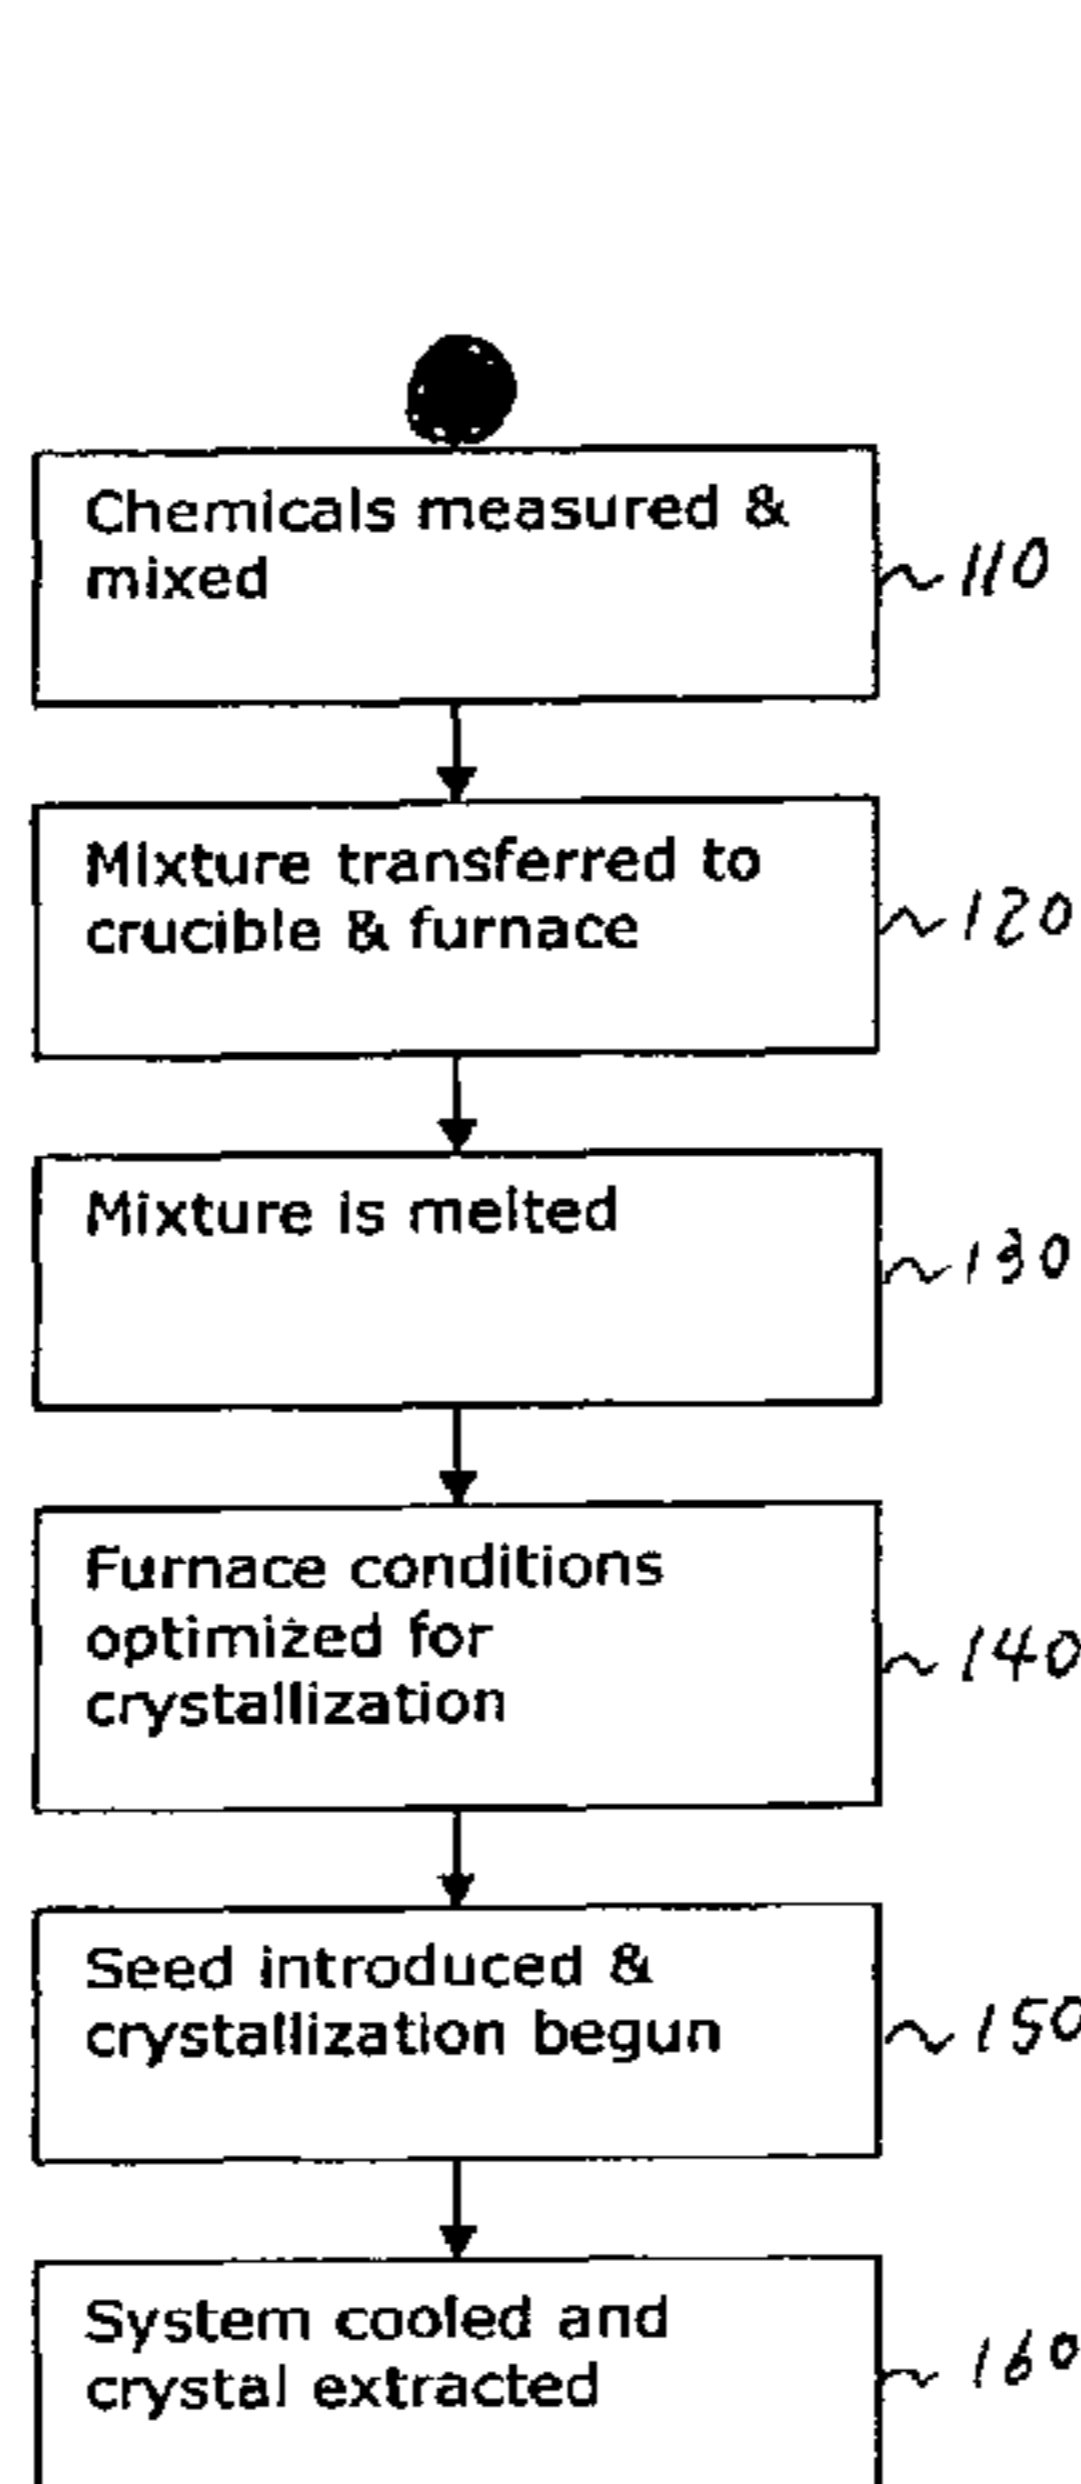 Chemicals measured &
mixed
110
Mixture transferred to
crucible & furnace
120
Mixture is melted
130
Furnace conditions
optimized for
crystallization
140
Seed introduced &
crystallization begun
150
System cooled and
crystal extracted
160